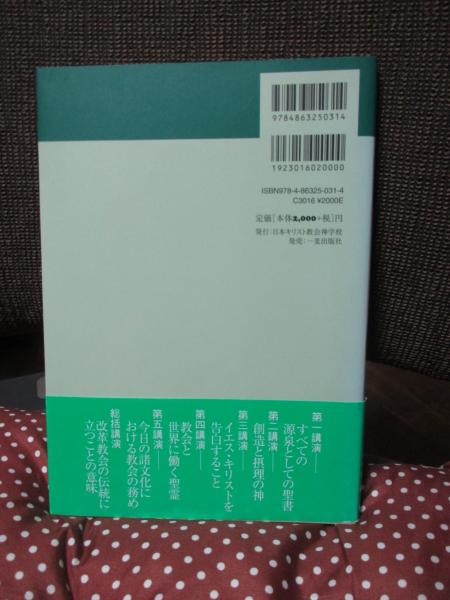 9784863250314
1923016020000
ISBN978-4-86325-031-4
C3016 ¥2000E
定価[本体2,000+税]円
発行:日本キリスト教会神学校
発売:一麦出版社
第一講演──
すべての
源泉としての聖書
第二講演──
創造と摂理の神
第三講演──
イエス・キリストを
告白すること
第四講演──
教会と
世界に働く聖霊
第五講演──
今日の諸文化に
おける教会の務め
総括講演
改革教会の伝統に
立つことの意味